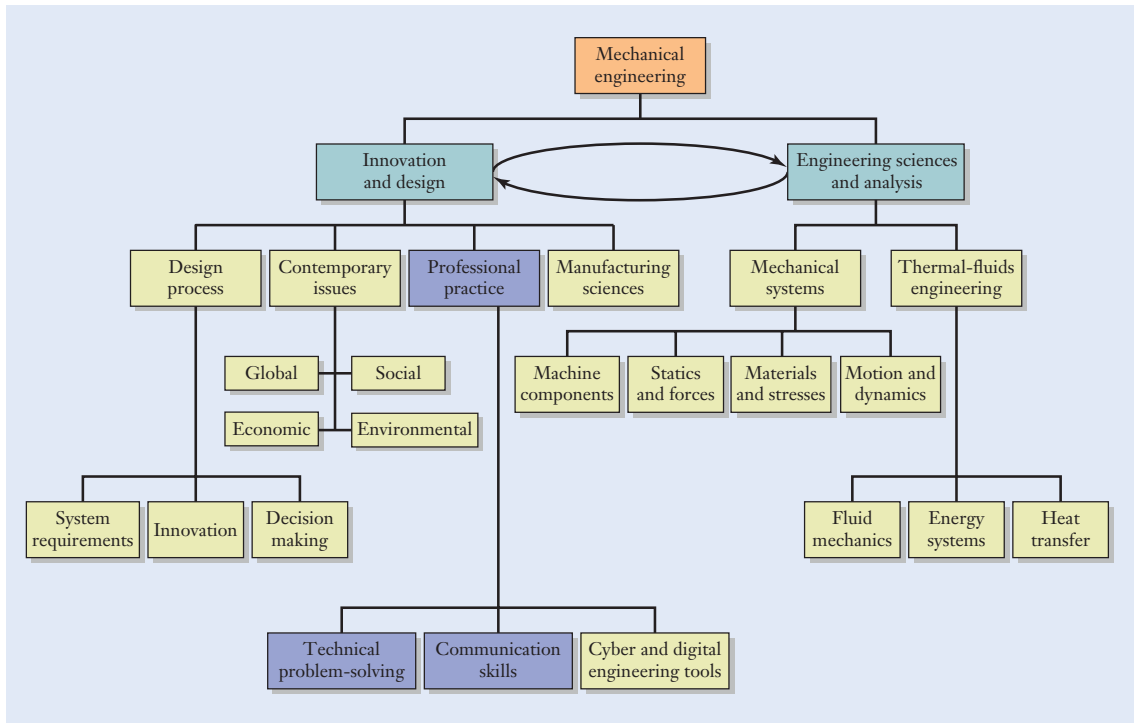 Mechanical
engineering
Innovation
and design
Engineering sciences
and analysis
Design
process
Contemporary
issues
Professional
practice
Manufacturing
sciences
Mechanical
systems
Thermal-fluids
engineering
Global
Social
Economic
Environmental
Machine
components
Statics
and forces
Materials
and stresses
Motion and
dynamics
System
requirements
Innovation
Decision
making
Fluid
mechanics
Energy
systems
Heat
transfer
Technical
problem-solving
Communication
skills
Cyber and digital
engineering tools